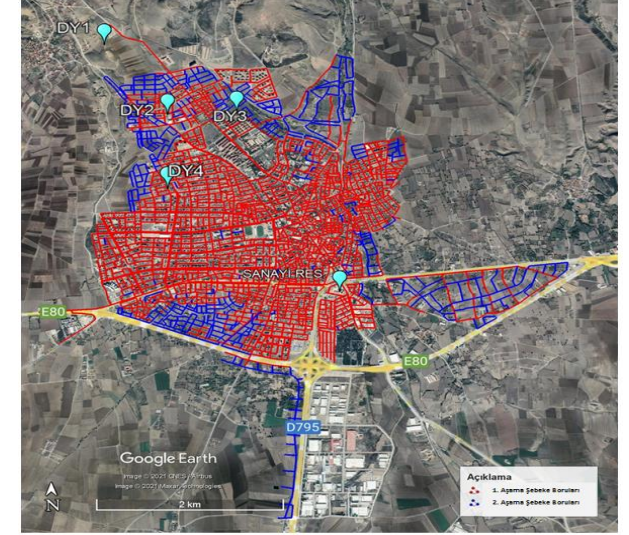 DY1
DY2
DY3
DY4
SANAYİ RES
E80
E80
D795
Google Earth
Image © 2021 CNES / Airbus
Image © 2021 Maxar Technologies
N
2 km
Açıklama
1. Aşama Şebeke Boruları
2. Aşama Şebeke Boruları